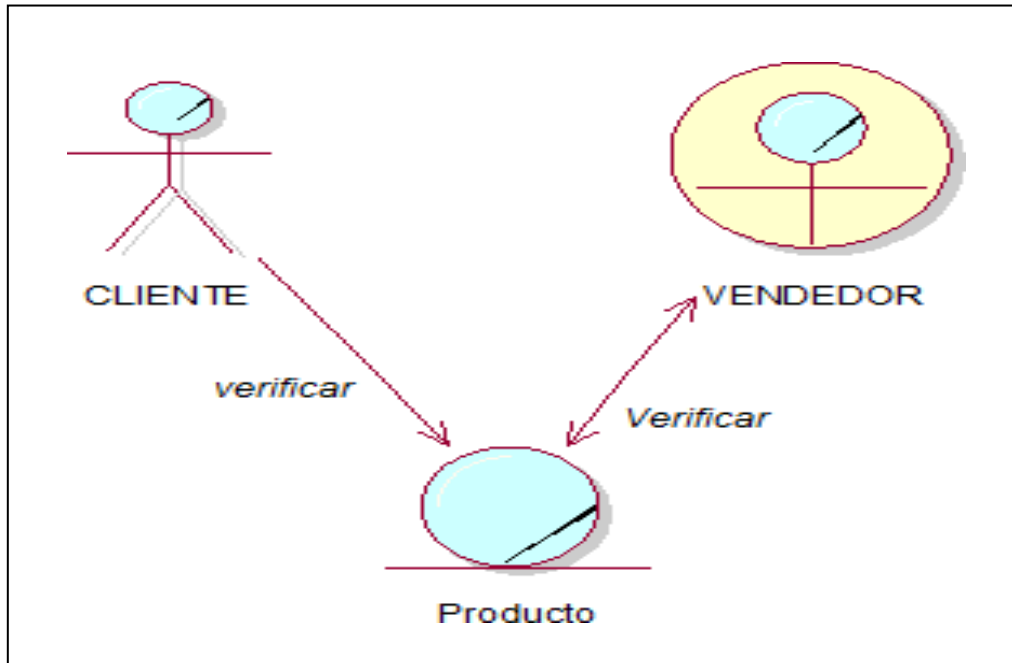 CLIENTE
VENDEDOR
verificar
Verificar
Producto